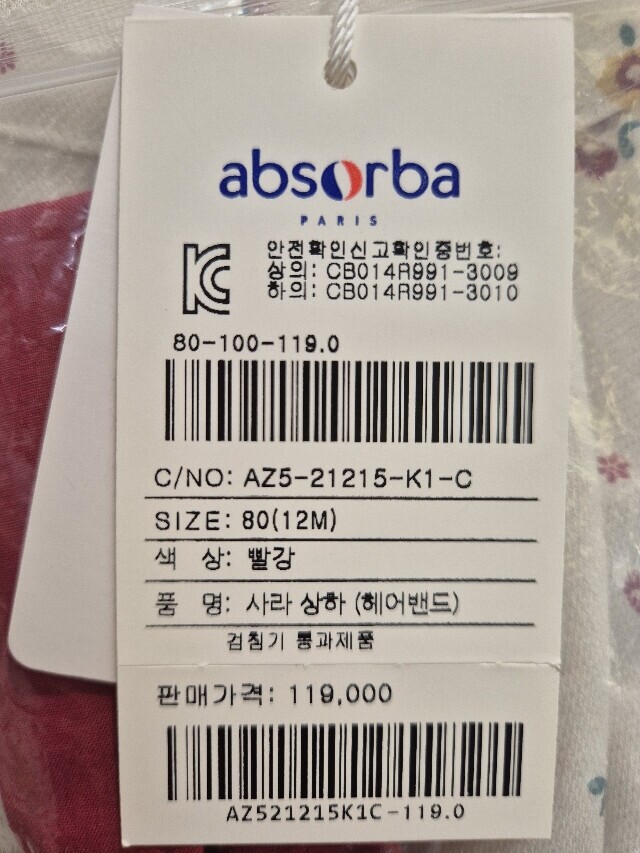 absorba
PARIS
안전확인신고확인증번호:
상의: CB014R991-3009
하의: CB014R991-3010
80-100-119.0
C/NO: AZ5-21215-K1-C
SIZE: 80(12M)
색 상: 빨강
품 명: 사라 상하 (헤어밴드)
검침기 통과제품
판매가격: 119,000
AZ521215K1C-119.0